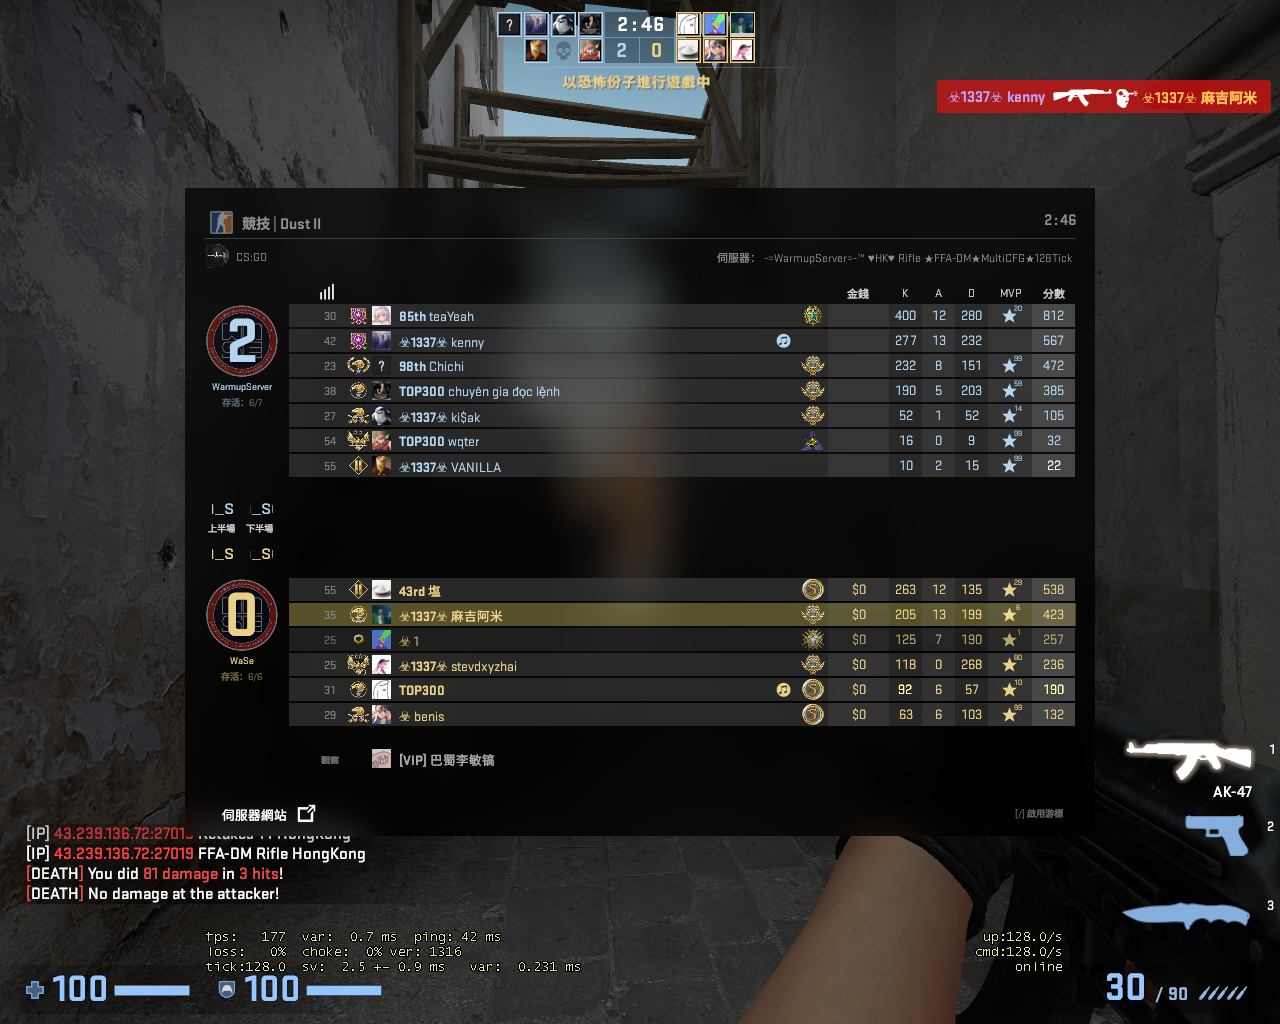 ?
2:46
2 0
以恐怖份子進行遊戲中
☣1337☣ kenny ☣1337☣ 麻吉阿米
競技 | Dust II 2:46
CS:GO 伺服器: -=WarmupServer=-™ ♥HK♥ Rifle ★FFA-DM★MultiCFG★128Tick
金錢 K A D MVP 分數
2
WarmupServer
存活: 6/7
30 85th teaYeah 400 12 280 ★20 812
42 ☣1337☣ kenny 277 13 232 567
23 ? 98th Chichi 232 8 151 ★99 472
38 TOP300 chuyên gia đọc lệnh 190 5 203 ★59 385
27 ☣1337☣ ki$ak 52 1 52 ★14 105
54 TOP300 wqter 16 0 9 ★99 32
55 ☣1337☣ VANILLA 10 2 15 ★99 22
上半場 下半場
0
WaSe
存活: 6/6
55 43rd 塩 $0 263 12 135 ★29 538
35 ☣1337☣ 麻吉阿米 $0 205 13 199 ★6 423
25 ☣ 1 $0 125 7 190 ★1 257
25 ☣1337☣ stevdxyzhai $0 118 0 268 ★80 236
31 TOP300 $0 92 6 57 ★10 190
29 ☣ benis $0 63 6 103 ★99 132
觀察 [VIP] 巴蜀李敏镐
伺服器網站
[/] 啟用游標
AK-47
1
2
3
[IP] 43.239.136.72:27015 Retakes HongKong
[IP] 43.239.136.72:27019 FFA-DM Rifle HongKong
[DEATH] You did 81 damage in 3 hits!
[DEATH] No damage at the attacker!
fps: 177 var: 0.7 ms ping: 42 ms
loss: 0% choke: 0% ver: 1316
tick:128.0 sv: 2.5 +- 0.9 ms var: 0.231 ms
up:128.0/s
cmd:128.0/s
online
100 100
30 / 90